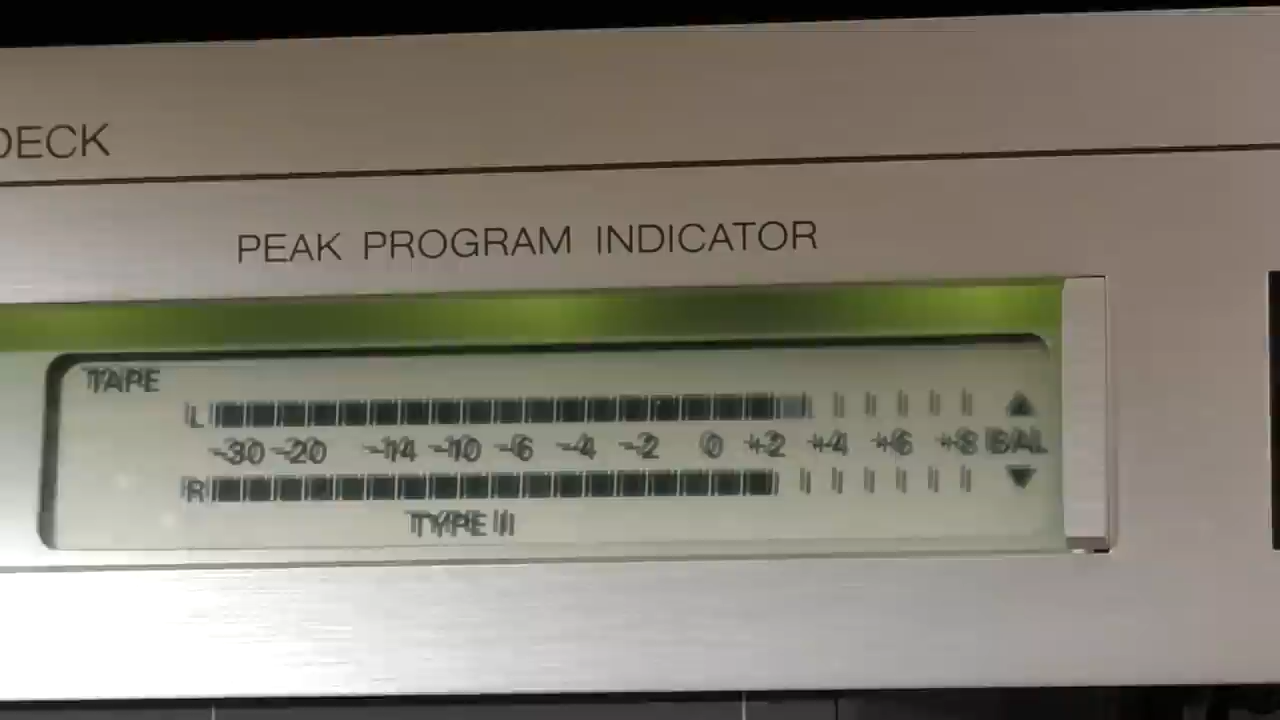 DECK
PEAK PROGRAM INDICATOR
TAPE
L
-30 -20 -14 -10 -6 -4 -2 0 +2 +4 +6 +8 BAL
R
TYPE II